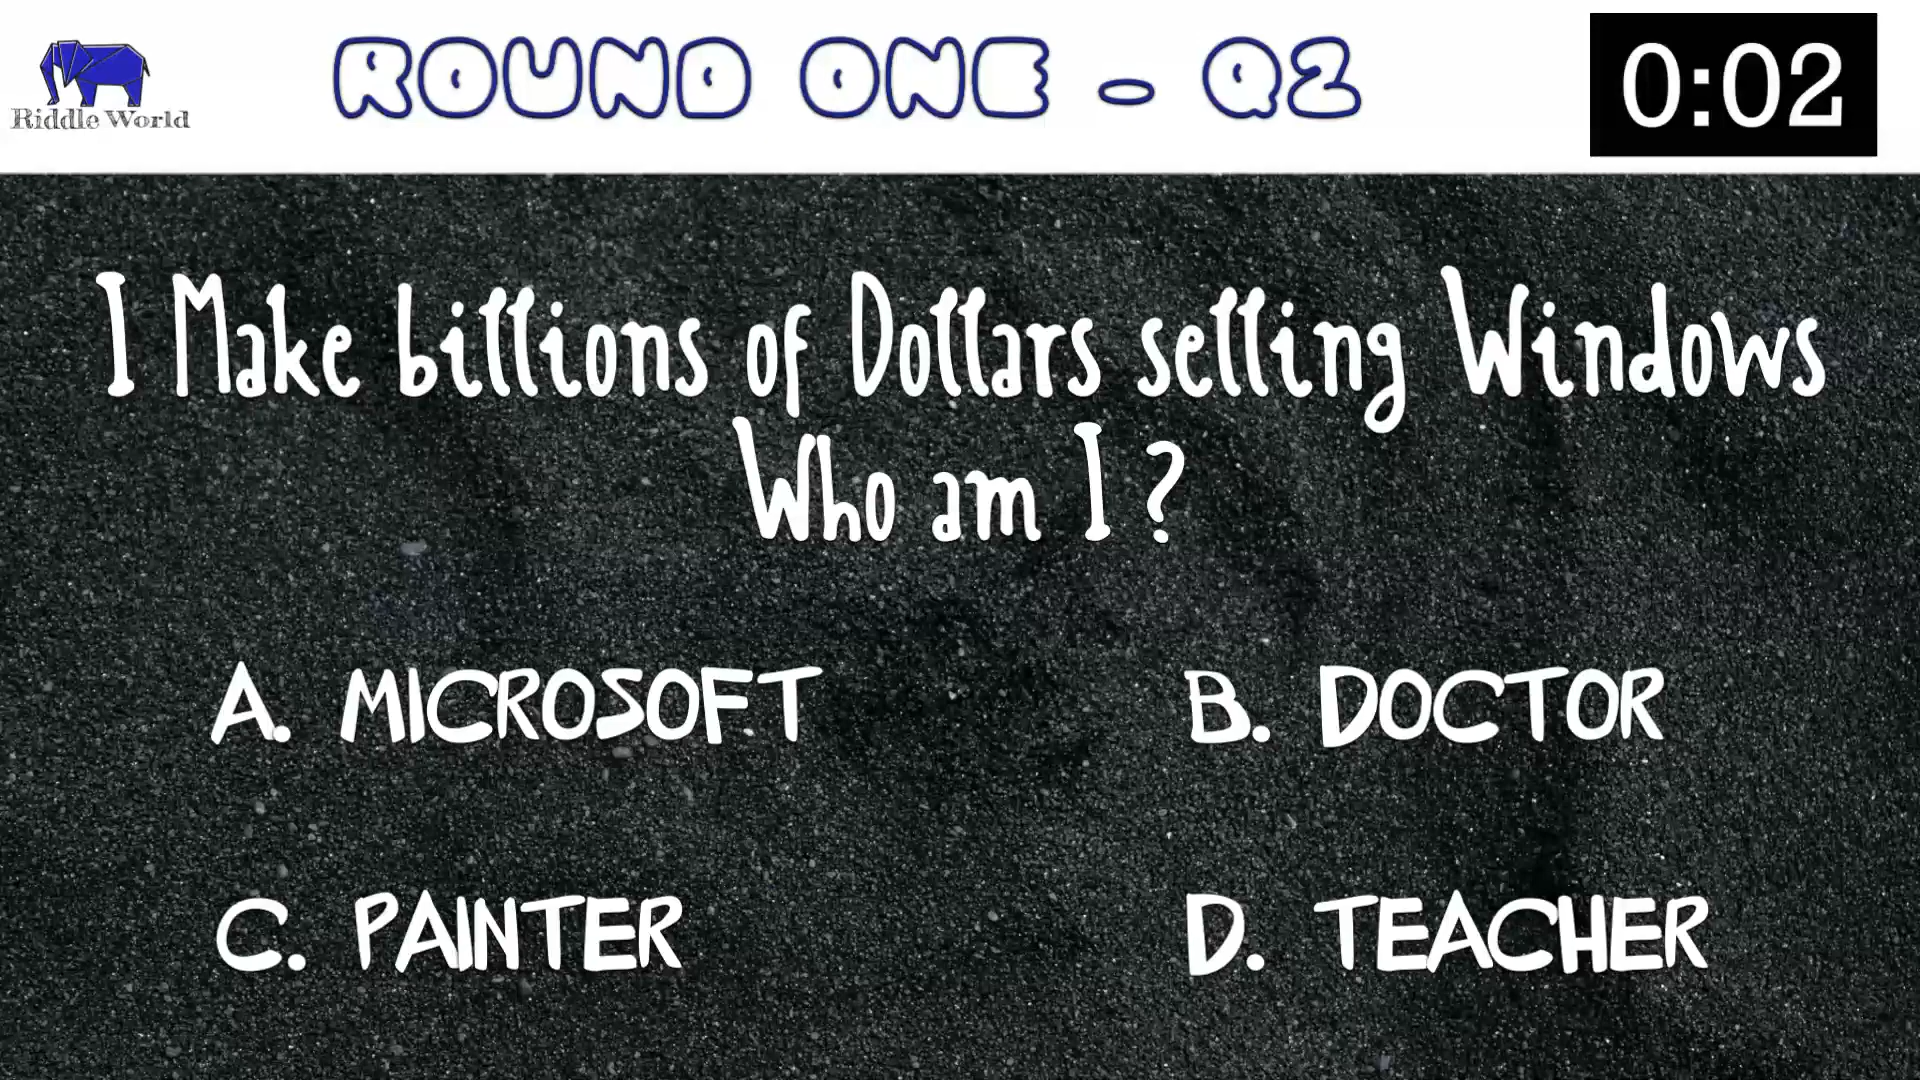 Riddle World
ROUND ONE - Q2
0:02
I Make billions of Dollars selling Windows
Who am I ?
A. MICROSOFT
B. DOCTOR
C. PAINTER
D. TEACHER